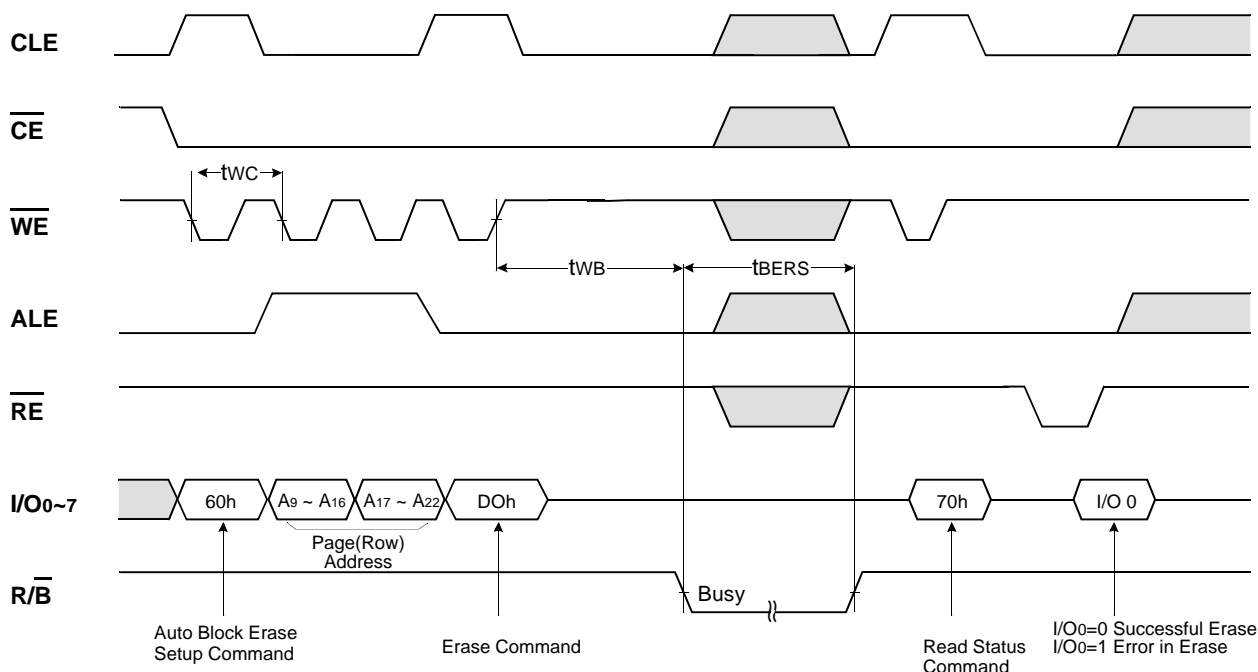 CLE
CE
tWC
WE
tWB
tBERS
ALE
RE
I/O0~7
60h
A9 ~ A16
A17 ~ A22
DOh
70h
I/O 0
Page(Row)
Address
R/B
Busy
Auto Block Erase
Setup Command
Erase Command
Read Status
Command
I/O0=0 Successful Erase
I/O0=1 Error in Erase